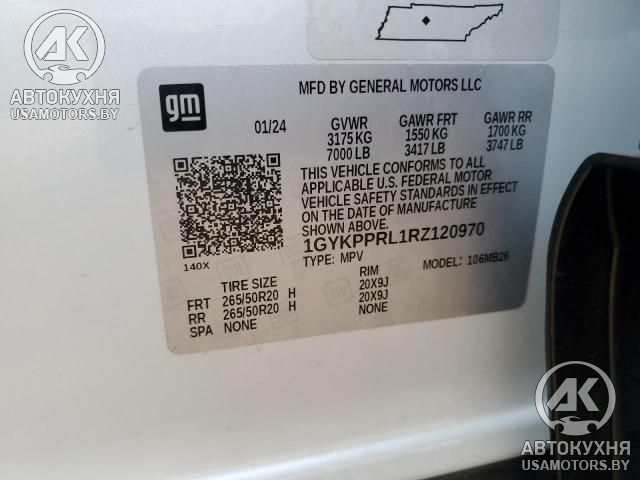 АК
АВТОКУХНЯ
USAMOTORS.BY
gm
MFD BY GENERAL MOTORS LLC
01/24 GVWR GAWR FRT GAWR RR
3175 KG 1550 KG 1700 KG
7000 LB 3417 LB 3747 LB
THIS VEHICLE CONFORMS TO ALL
APPLICABLE U.S. FEDERAL MOTOR
VEHICLE SAFETY STANDARDS IN EFFECT
ON THE DATE OF MANUFACTURE
1GYKPPRL1RZ120970
TYPE: MPV MODEL: 106MB26
140X
TIRE SIZE RIM
FRT 265/50R20 H 20X9J
RR 265/50R20 H 20X9J
SPA NONE NONE
АК
АВТОКУХНЯ
USAMOTORS.BY